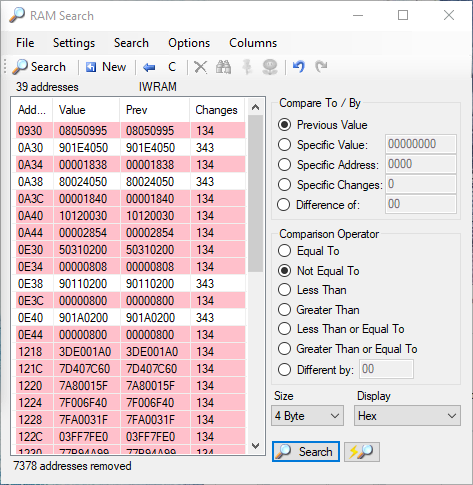 RAM Search
File Settings Search Options Columns
Search New C
39 addresses IWRAM
Add... Value Prev Changes
0930 08050995 08050995 134
0A30 901E4050 901E4050 343
0A34 00001838 00001838 134
0A38 80024050 80024050 343
0A3C 00001840 00001840 134
0A40 10120030 10120030 134
0A44 00002854 00002854 134
0E30 50310200 50310200 134
0E34 00000808 00000808 134
0E38 90110200 90110200 343
0E3C 00000800 00000800 134
0E40 901A0200 901A0200 343
0E44 00000800 00000800 134
1218 3DE001A0 3DE001A0 134
121C 7D407C60 7D407C60 134
1220 7A80015F 7A80015F 134
1224 7F006F40 7F006F40 134
1228 7FA0031F 7FA0031F 134
122C 03FF7FE0 03FF7FE0 134
1230 77B94A99 77B94A99 134
7378 addresses removed
Compare To / By
Previous Value
Specific Value: 00000000
Specific Address: 0000
Specific Changes: 0
Difference of: 00
Comparison Operator
Equal To
Not Equal To
Less Than
Greater Than
Less Than or Equal To
Greater Than or Equal To
Different by: 00
Size Display
4 Byte Hex
Search